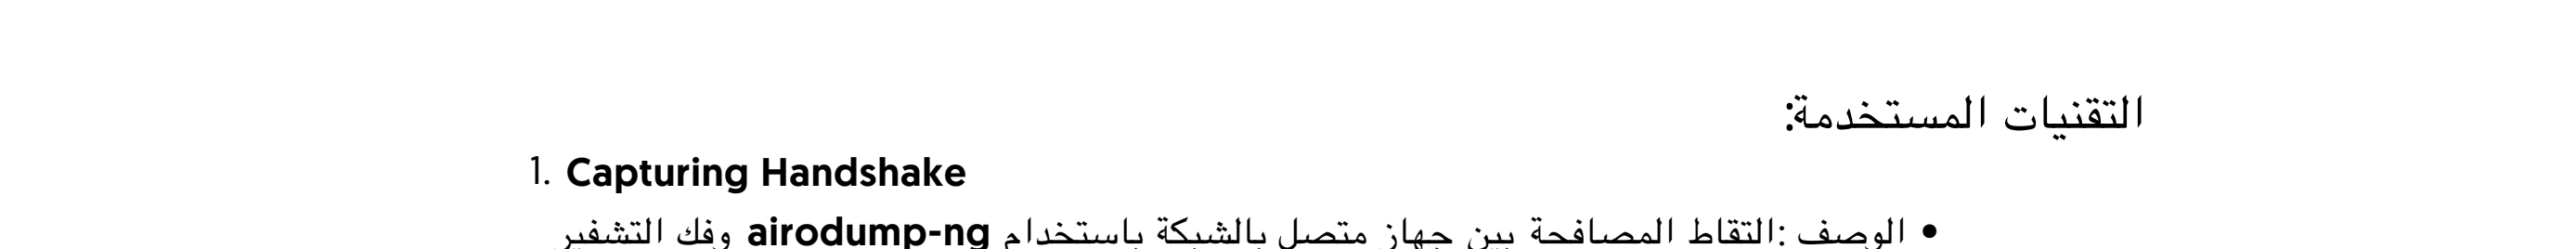 التقنيات المستخدمة:
1. Capturing Handshake
• الوصف :التقاط المصافحة بين جهاز متصل بالشبكة باستخدام airodump-ng وفك التشفير